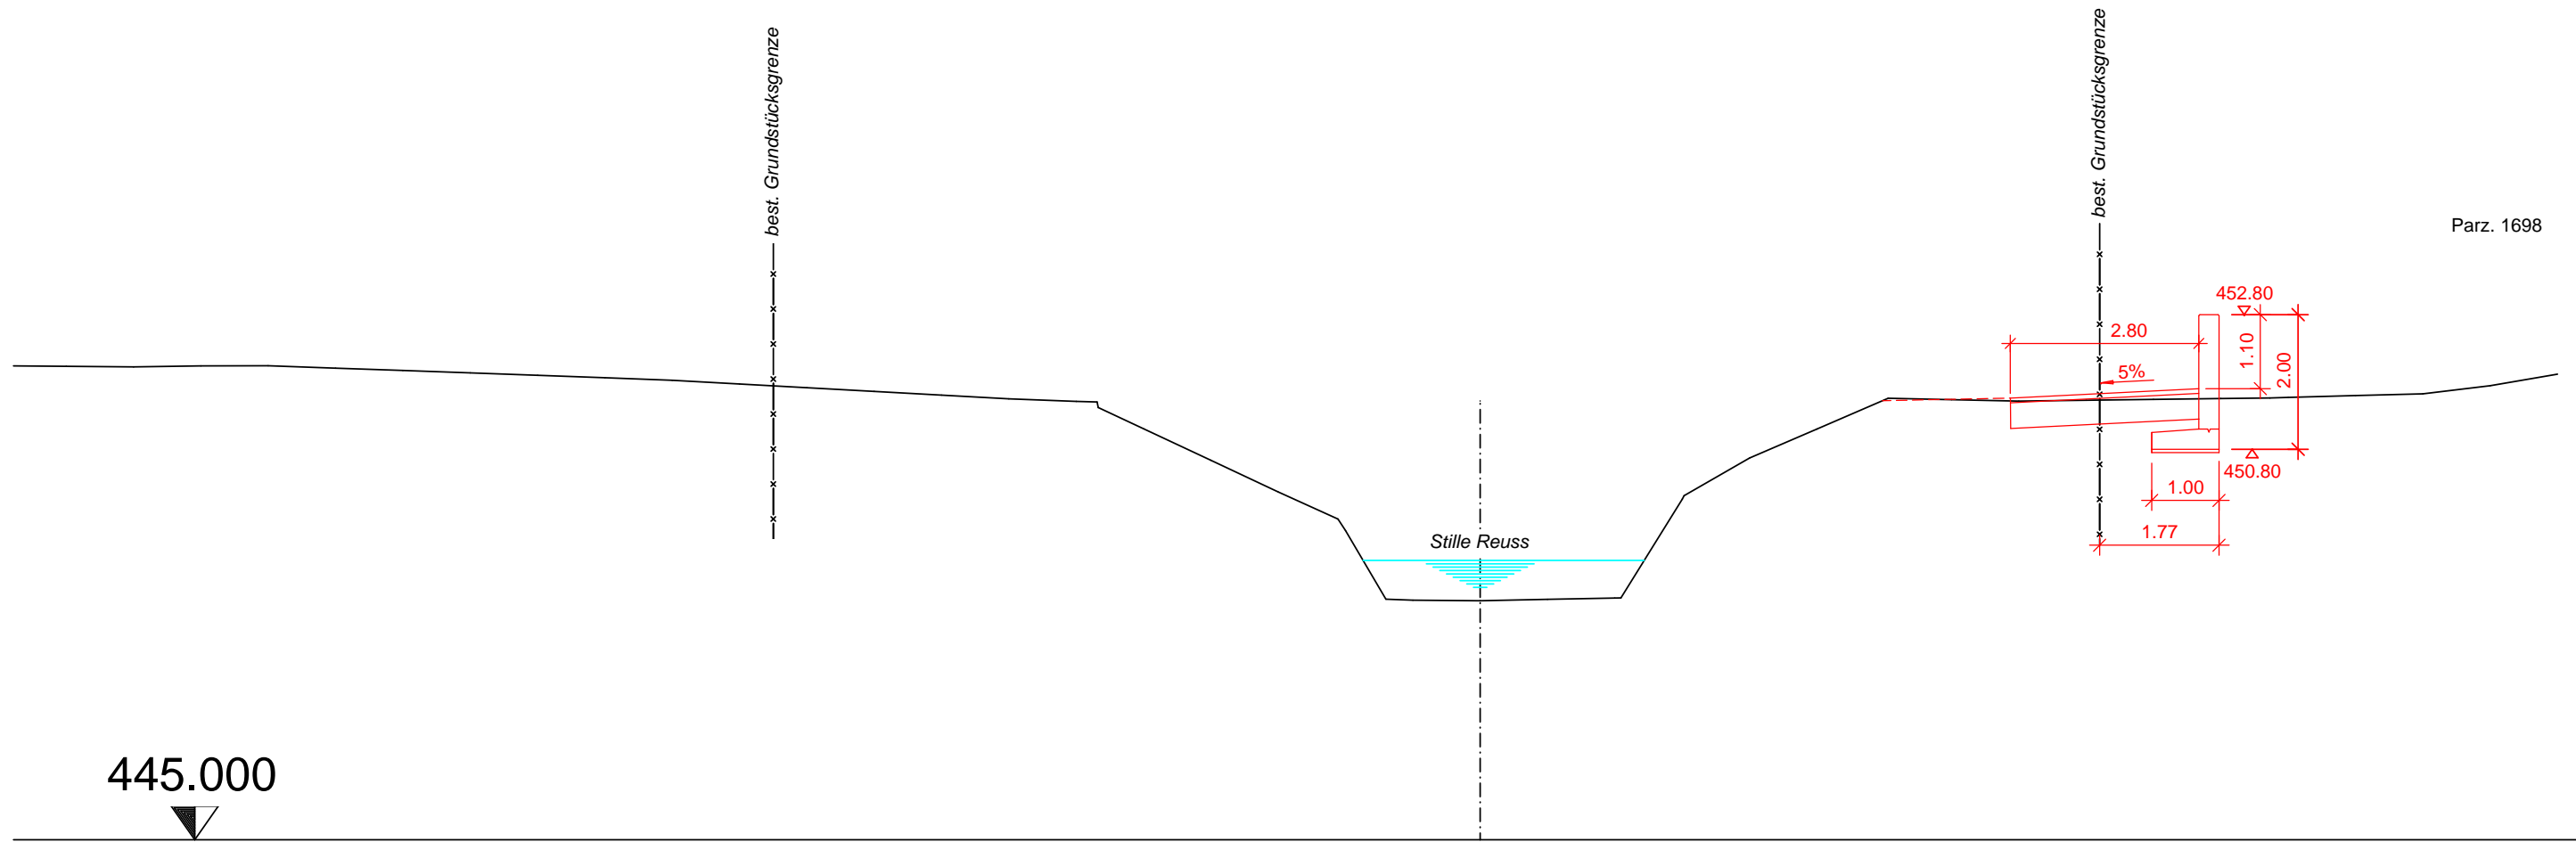 best. Grundstücksgrenze
best. Grundstücksgrenze
Parz. 1698
452.80
2.80
1.10
2.00
5%
450.80
1.00
1.77
Stille Reuss
445.000